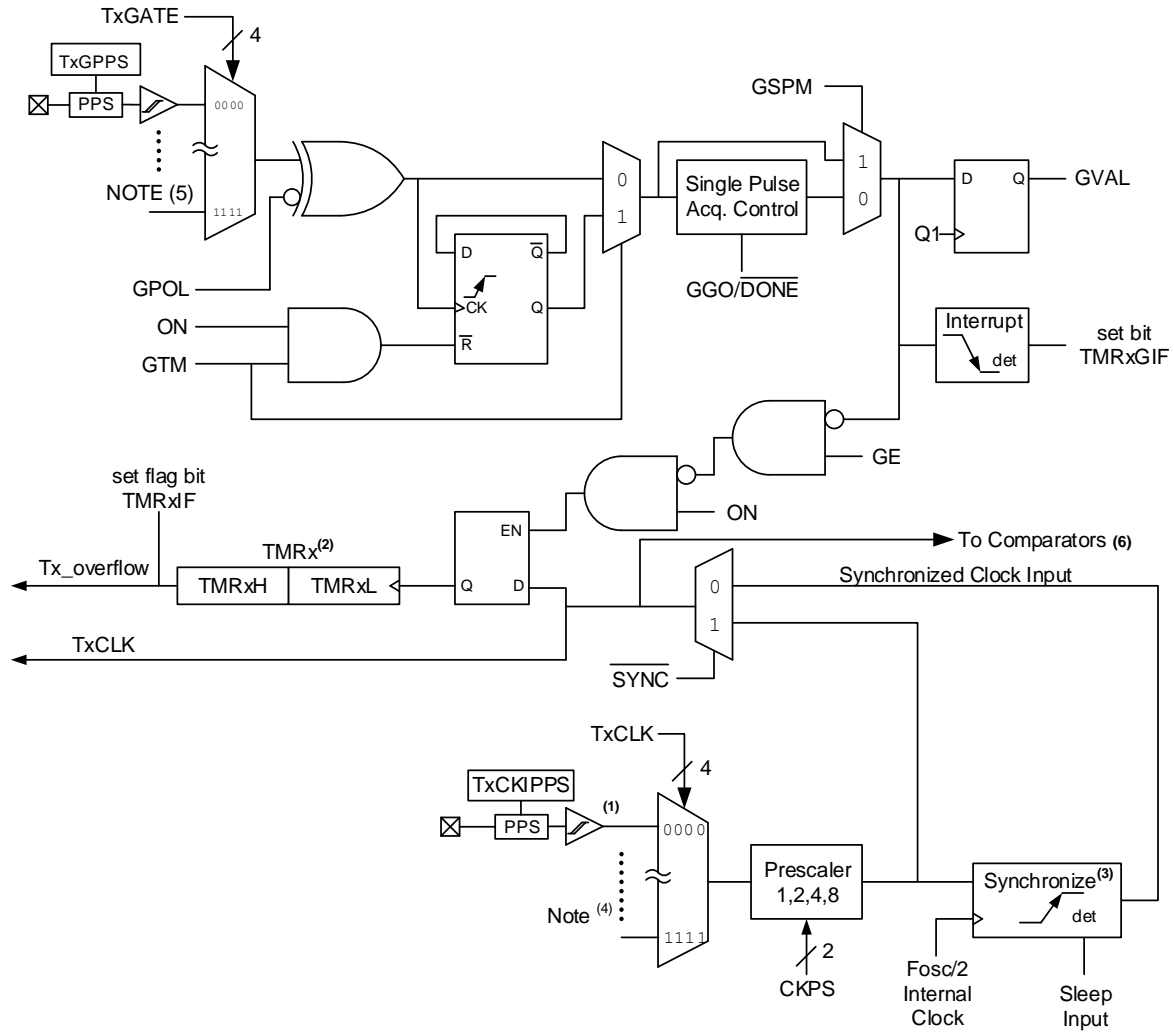 TxGATE
4
TxGPPS
PPS
0000
NOTE (5)
1111
GPOL
ON
GTM
D
Q
CK
Q
R
0
1
Single Pulse
Acq. Control
GGO/DONE
GSPM
1
0
D
Q
Q1
GVAL
Interrupt
det
set bit
TMRxGIF
GE
ON
set flag bit
TMRxIF
Tx_overflow
TMRx(2)
TMRxH
TMRxL
EN
Q
D
TxCLK
To Comparators (6)
Synchronized Clock Input
0
1
SYNC
TxCLK
4
TxCKIPPS
PPS
(1)
0000
Note (4)
1111
Prescaler
1,2,4,8
2
CKPS
Synchronize(3)
det
Fosc/2
Internal
Clock
Sleep
Input